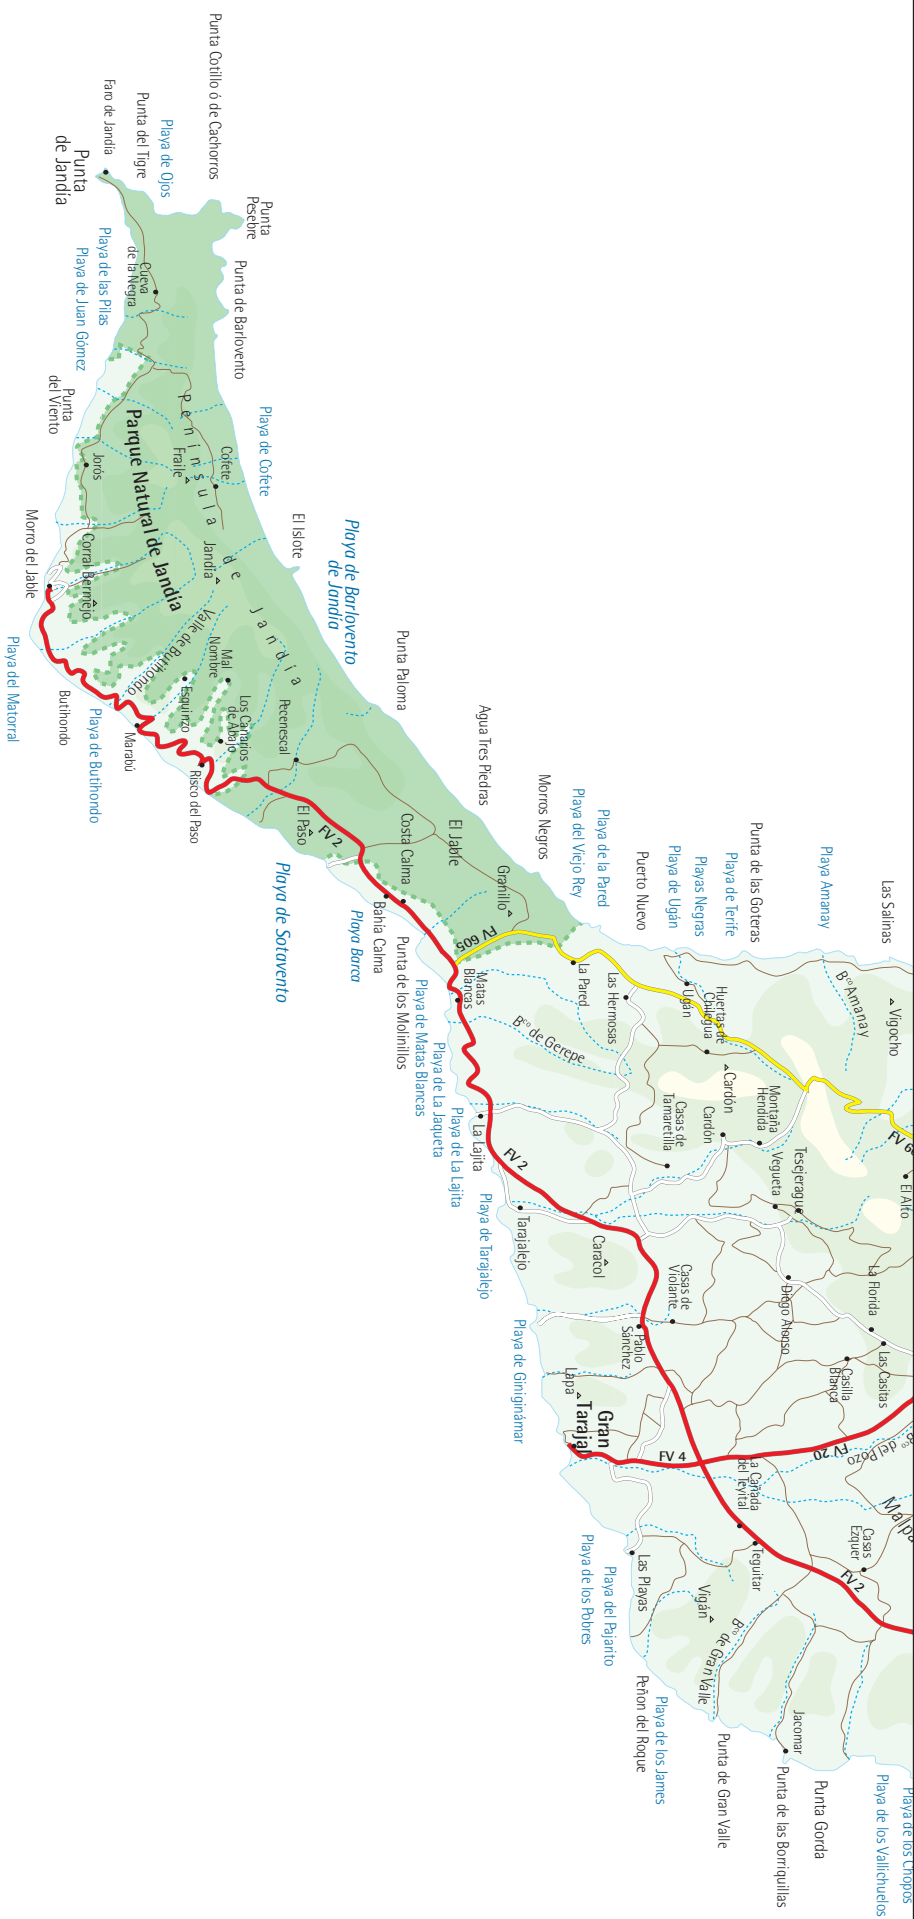 Punta Cotillo ó de Cachorros
Playa de Ojos
Punta del Tigre
Faro de Jandia
Punta
de Jandía
Punta
Pesebre
Punta de Barlovento
Cueva
de la Negra
Playa de las Pilas
Playa de Juan Gómez
Punta
del Viento
Península de Jandía
Parque Natural de Jandía
Playa de Cofete
Cofete
Fraile
Jorós
El Islote
Playa de Barlovento
de Jandía
Jandía
Corral Bermejo
Morro del Jable
Valle de Butihondo
Mal
Nombre
Esquinzo
Los Canarios
de Abajo
Pecenescal
Punta Paloma
Playa del Matorral
Butihondo
Playa de Butihondo
Marabú
Risco del Paso
El Paso
FV 2
Agua Tres Piedras
Costa Calma
El Jable
Morros Negros
Granillo
FV 605
Playa del Viejo Rey
Playa de la Pared
Puerto Nuevo
Playa de Ugán
Playas Negras
Playa de Terife
Punta de las Goteras
Playa Amanay
Las Salinas
Playa de Sotavento
Playa Barca
Bahía Calma
Punta de los Molinillos
Matas
Blancas
Playa de Matas Blancas
Playa de La Jaqueta
Playa de La Lajita
La Pared
Las Hermosas
Ugán
Huertas de
Chilegua
Bco Amanay
Vigocho
Bco de Gerepe
Cardón
Cardón
Casas de
Tamaretilla
Montaña
Hendida
Vegueta
Tesejerague
El Alto
La Lajita
FV 2
Playa de Tarajalejo
Tarajalejo
Caracol
Casas de
Violante
Diego Alonso
La Florida
Las Casitas
Casilla
Blanca
Pablo
Sánchez
Playa de Giniginámar
Lapa
Gran
Tarajal
FV 4
FV 20
Bco del Pozo
La Cañada
del Teyital
Teguitar
Casas
Ezquer
FV 2
Las Playas
Playa de los Pobres
Playa del Pajarito
Vigán
Bco de Gran Valle
Peñon del Roque
Playa de los James
Jacomar
Punta de Gran Valle
Punta de las Borriquillas
Punta Gorda
Playa de los Vallichuelos
Playa de los Chopos